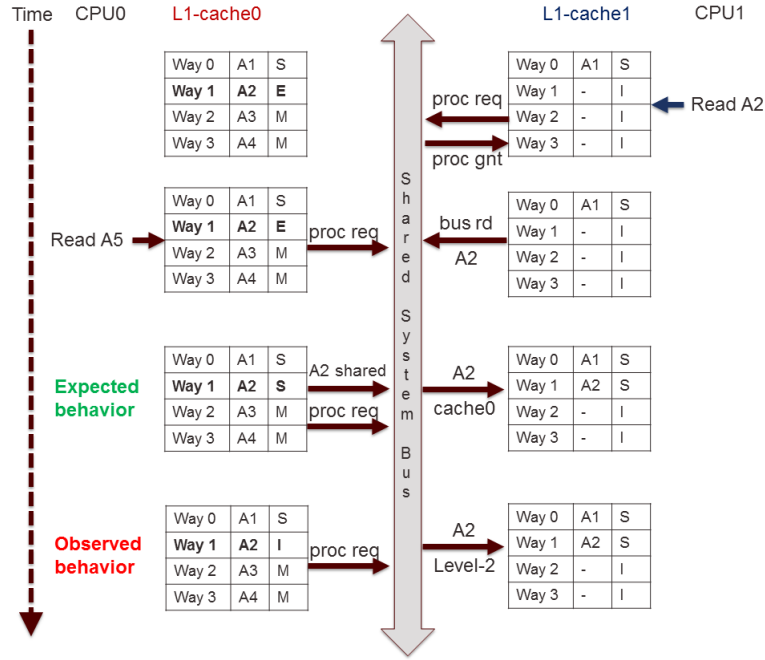 Time CPU0 L1-cache0 L1-cache1 CPU1
Way 0 A1 S
Way 1 A2 E
Way 2 A3 M
Way 3 A4 M
Way 0 A1 S
Way 1 - I
Way 2 - I
Way 3 - I
proc req
proc gnt
Read A2
Read A5
Way 0 A1 S
Way 1 A2 E
Way 2 A3 M
Way 3 A4 M
proc req
Shared System Bus
bus rd
A2
Way 0 A1 S
Way 1 - I
Way 2 - I
Way 3 - I
Expected
behavior
Way 0 A1 S
Way 1 A2 S
Way 2 A3 M
Way 3 A4 M
A2 shared
proc req
A2
cache0
Way 0 A1 S
Way 1 A2 S
Way 2 - I
Way 3 - I
Observed
behavior
Way 0 A1 S
Way 1 A2 I
Way 2 A3 M
Way 3 A4 M
proc req
A2
Level-2
Way 0 A1 S
Way 1 A2 S
Way 2 - I
Way 3 - I